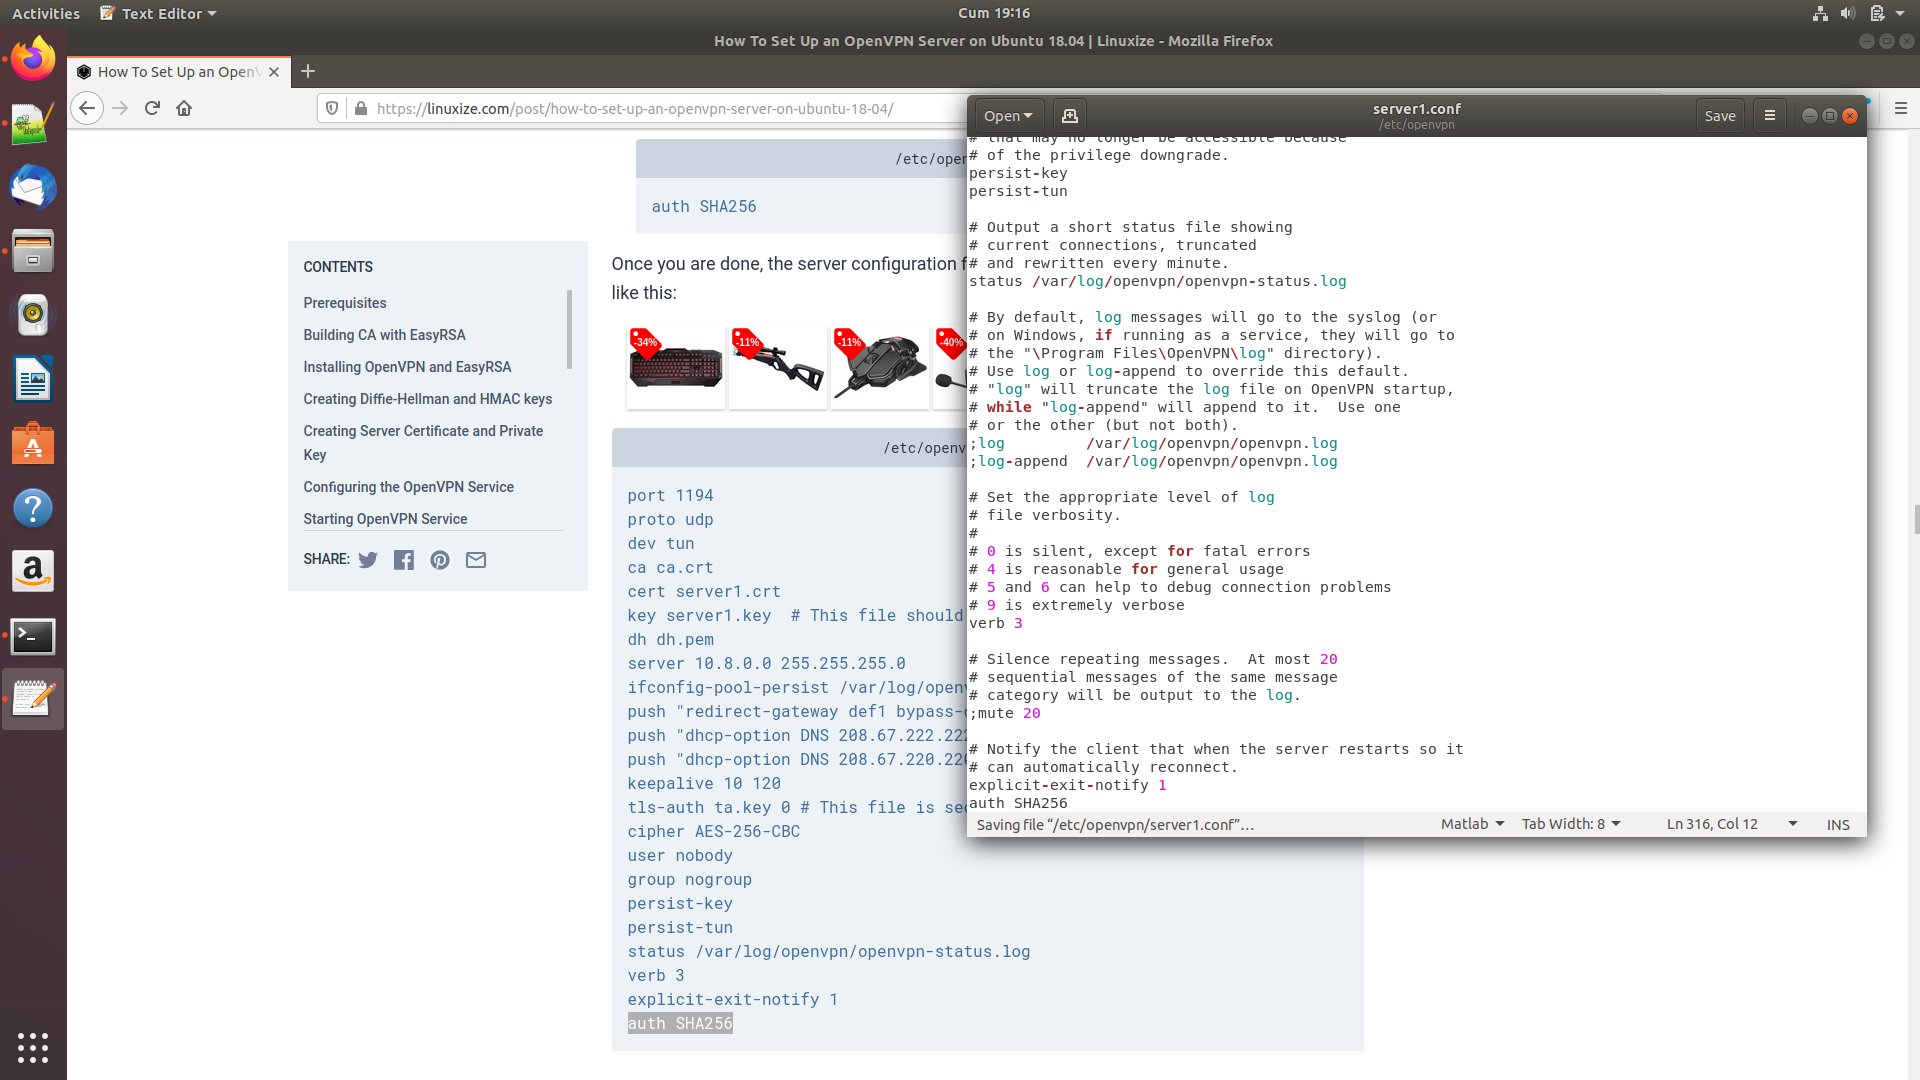 Activities
Text Editor
Cum 19:16
How To Set Up an OpenVPN Server on Ubuntu 18.04 | Linuxize - Mozilla Firefox
How To Set Up an OpenV
https://linuxize.com/post/how-to-set-up-an-openvpn-server-on-ubuntu-18-04/
/etc/open
auth SHA256
Once you are done, the server configuration f
like this:
-34%
-11%
-11%
-40%
CONTENTS
Prerequisites
Building CA with EasyRSA
Installing OpenVPN and EasyRSA
Creating Diffie-Hellman and HMAC keys
Creating Server Certificate and Private
Key
Configuring the OpenVPN Service
Starting OpenVPN Service
SHARE:
/etc/openv
port 1194
proto udp
dev tun
ca ca.crt
cert server1.crt
key server1.key  # This file should
dh dh.pem
server 10.8.0.0 255.255.255.0
ifconfig-pool-persist /var/log/openv
push "redirect-gateway def1 bypass-d
push "dhcp-option DNS 208.67.222.222
push "dhcp-option DNS 208.67.220.220
keepalive 10 120
tls-auth ta.key 0 # This file is sec
cipher AES-256-CBC
user nobody
group nogroup
persist-key
persist-tun
status /var/log/openvpn/openvpn-status.log
verb 3
explicit-exit-notify 1
auth SHA256
Open
server1.conf
/etc/openvpn
Save
# that may no longer be accessible because
# of the privilege downgrade.
persist-key
persist-tun
# Output a short status file showing
# current connections, truncated
# and rewritten every minute.
status /var/log/openvpn/openvpn-status.log
# By default, log messages will go to the syslog (or
# on Windows, if running as a service, they will go to
# the "\Program Files\OpenVPN\log" directory).
# Use log or log-append to override this default.
# "log" will truncate the log file on OpenVPN startup,
# while "log-append" will append to it.  Use one
# or the other (but not both).
;log         /var/log/openvpn/openvpn.log
;log-append  /var/log/openvpn/openvpn.log
# Set the appropriate level of log
# file verbosity.
#
# 0 is silent, except for fatal errors
# 4 is reasonable for general usage
# 5 and 6 can help to debug connection problems
# 9 is extremely verbose
verb 3
# Silence repeating messages.  At most 20
# sequential messages of the same message
# category will be output to the log.
;mute 20
# Notify the client that when the server restarts so it
# can automatically reconnect.
explicit-exit-notify 1
auth SHA256
Saving file “/etc/openvpn/server1.conf”…
Matlab
Tab Width: 8
Ln 316, Col 12
INS